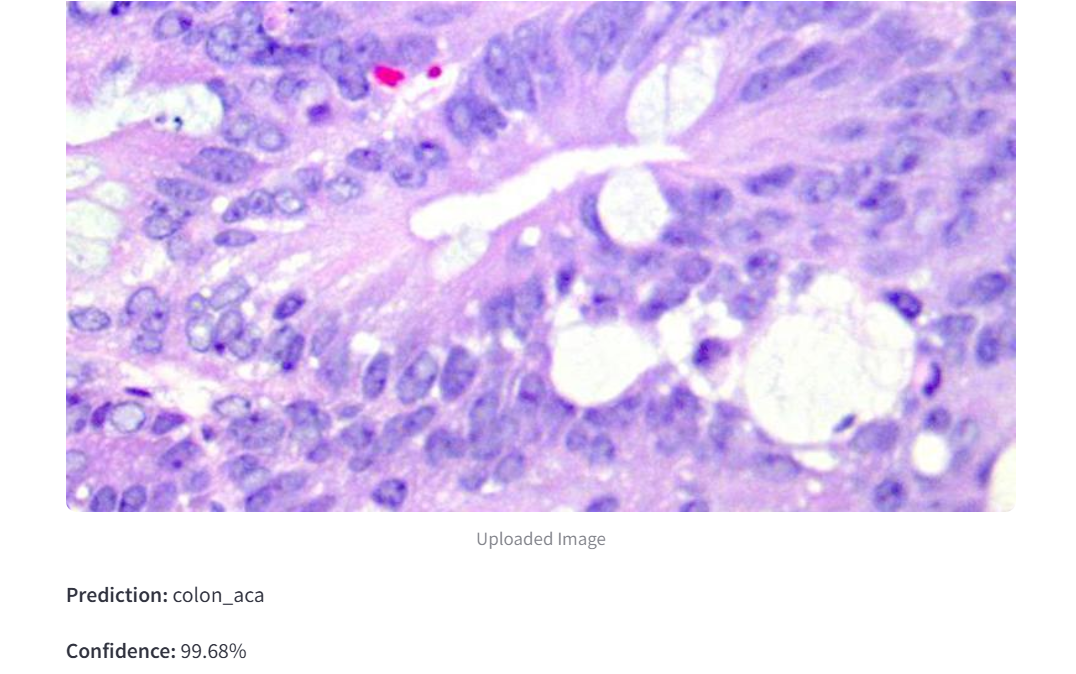 Uploaded Image
Prediction: colon_aca
Confidence: 99.68%